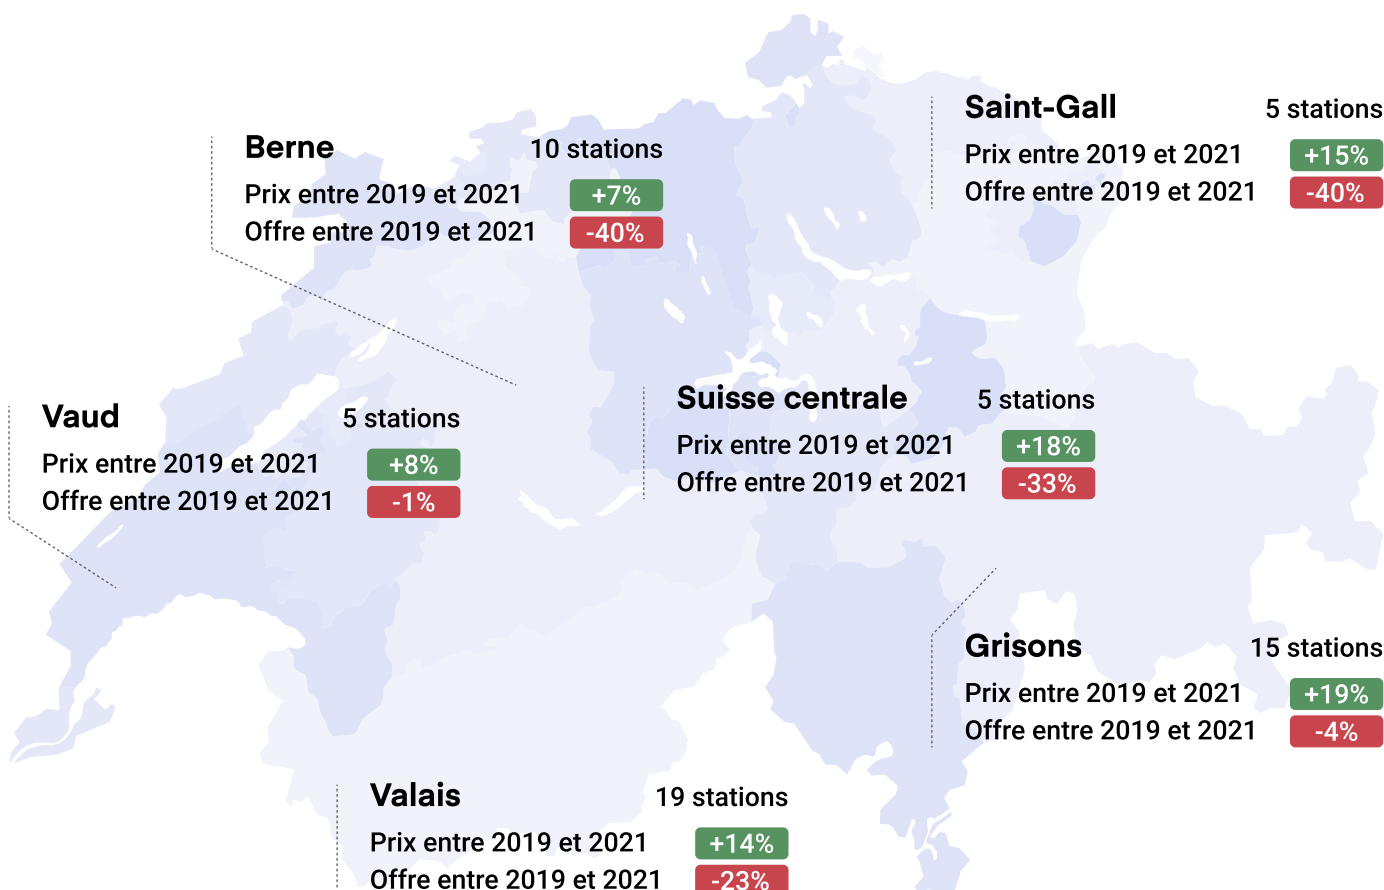 Saint-Gall 5 stations
Prix entre 2019 et 2021 +15%
Offre entre 2019 et 2021 -40%
Berne 10 stations
Prix entre 2019 et 2021 +7%
Offre entre 2019 et 2021 -40%
Suisse centrale 5 stations
Prix entre 2019 et 2021 +18%
Offre entre 2019 et 2021 -33%
Vaud 5 stations
Prix entre 2019 et 2021 +8%
Offre entre 2019 et 2021 -1%
Grisons 15 stations
Prix entre 2019 et 2021 +19%
Offre entre 2019 et 2021 -4%
Valais 19 stations
Prix entre 2019 et 2021 +14%
Offre entre 2019 et 2021 -23%